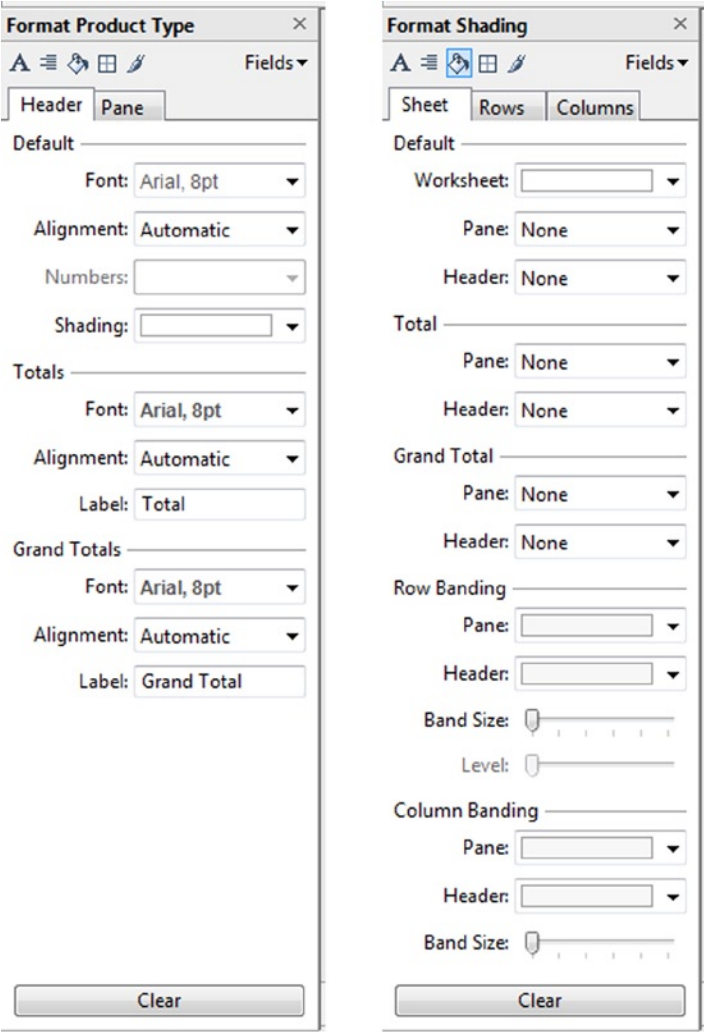 Format Product Type ×
A Fields
Header Pane
Default
Font: Arial, 8pt
Alignment: Automatic
Numbers:
Shading:
Totals
Font: Arial, 8pt
Alignment: Automatic
Label: Total
Grand Totals
Font: Arial, 8pt
Alignment: Automatic
Label: Grand Total
Clear
Format Shading ×
A Fields
Sheet Rows Columns
Default
Worksheet:
Pane: None
Header: None
Total
Pane: None
Header: None
Grand Total
Pane: None
Header: None
Row Banding
Pane:
Header:
Band Size:
Level:
Column Banding
Pane:
Header:
Band Size:
Clear